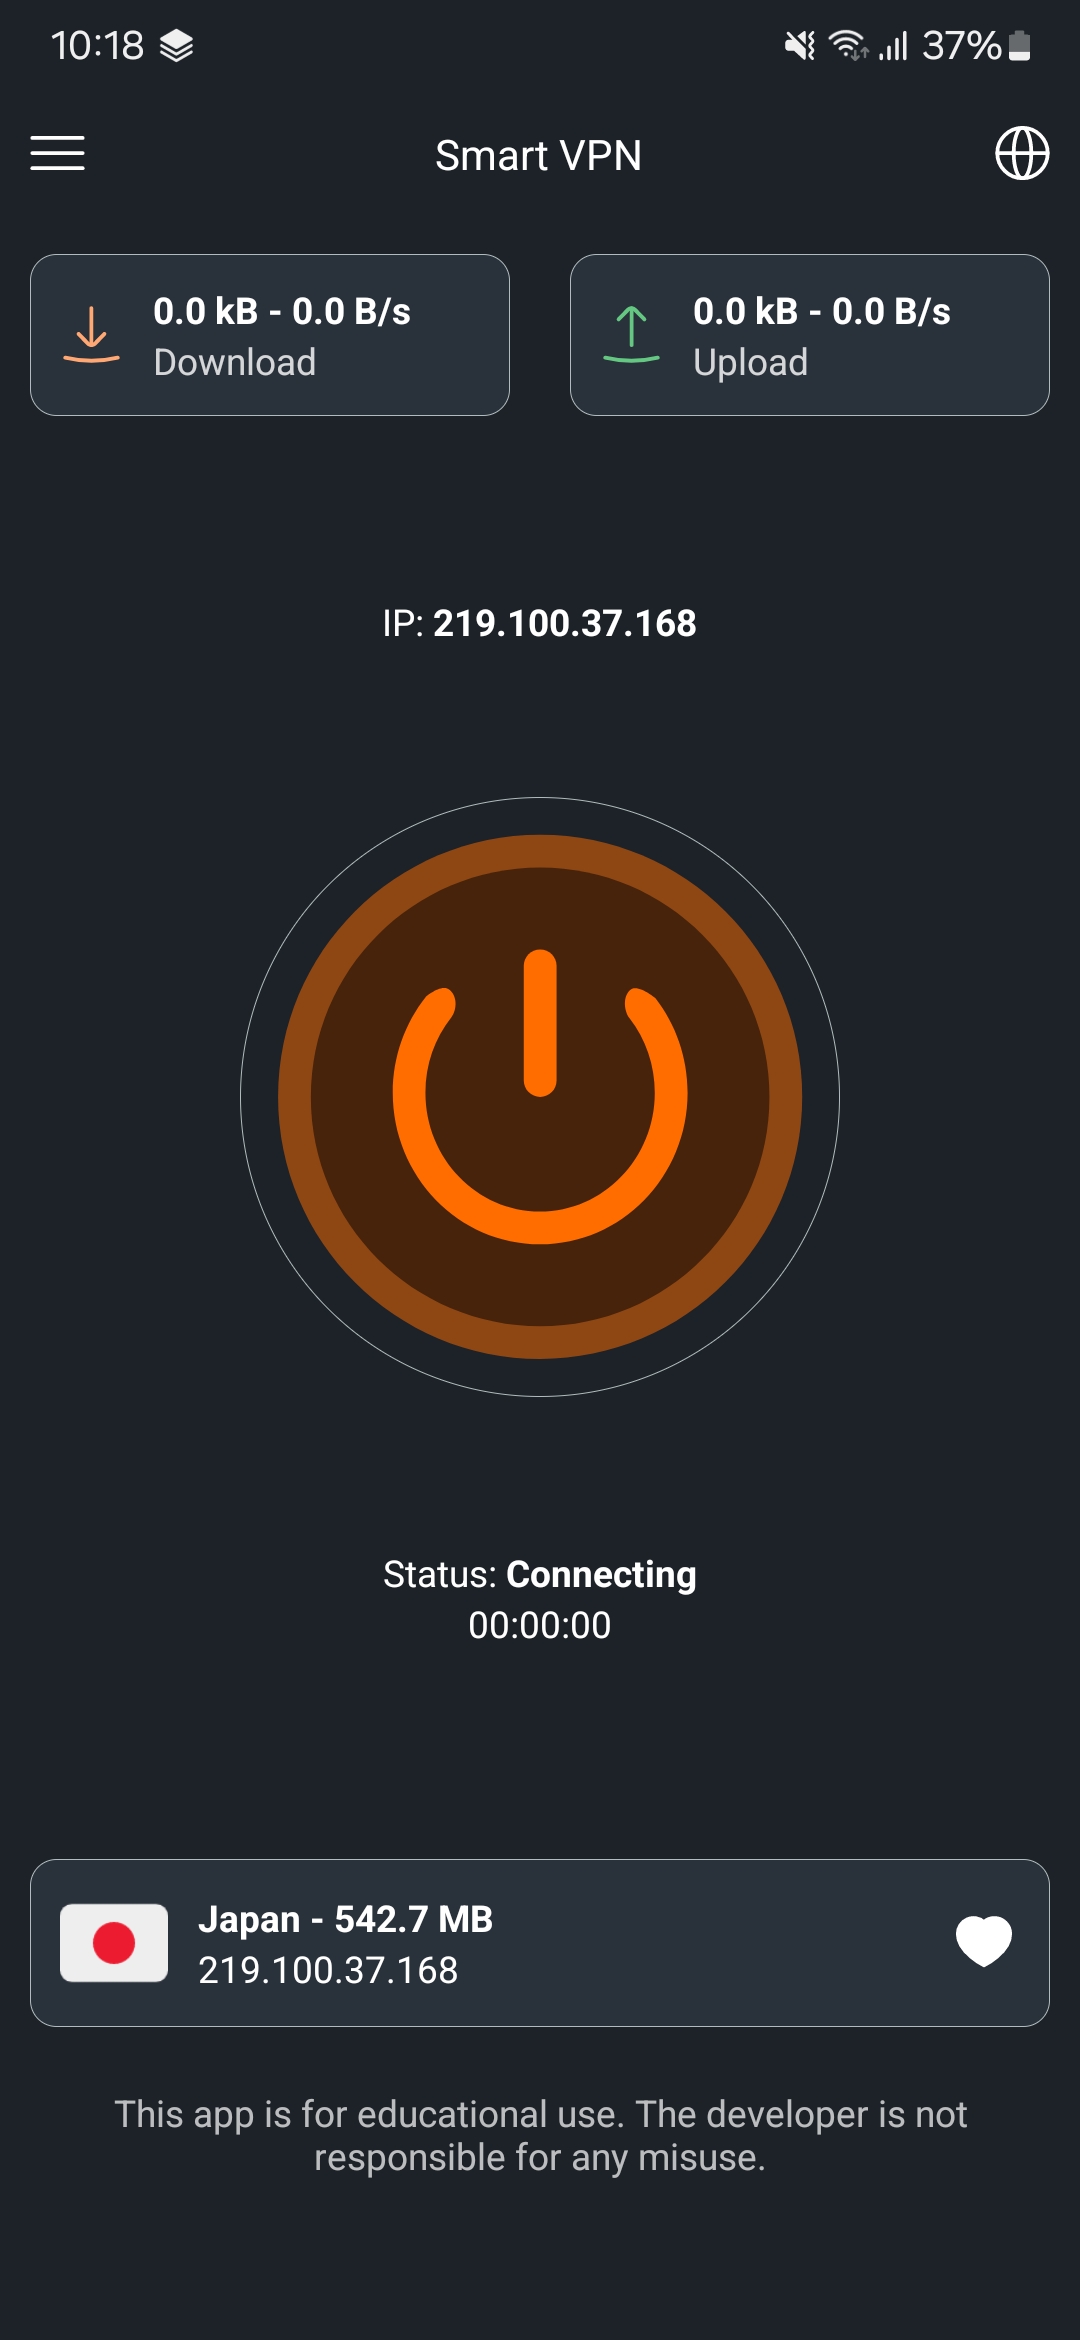 10:18
37%
Smart VPN
0.0 kB - 0.0 B/s
Download
0.0 kB - 0.0 B/s
Upload
IP: 219.100.37.168
Status: Connecting
00:00:00
Japan - 542.7 MB
219.100.37.168
This app is for educational use. The developer is not
responsible for any misuse.